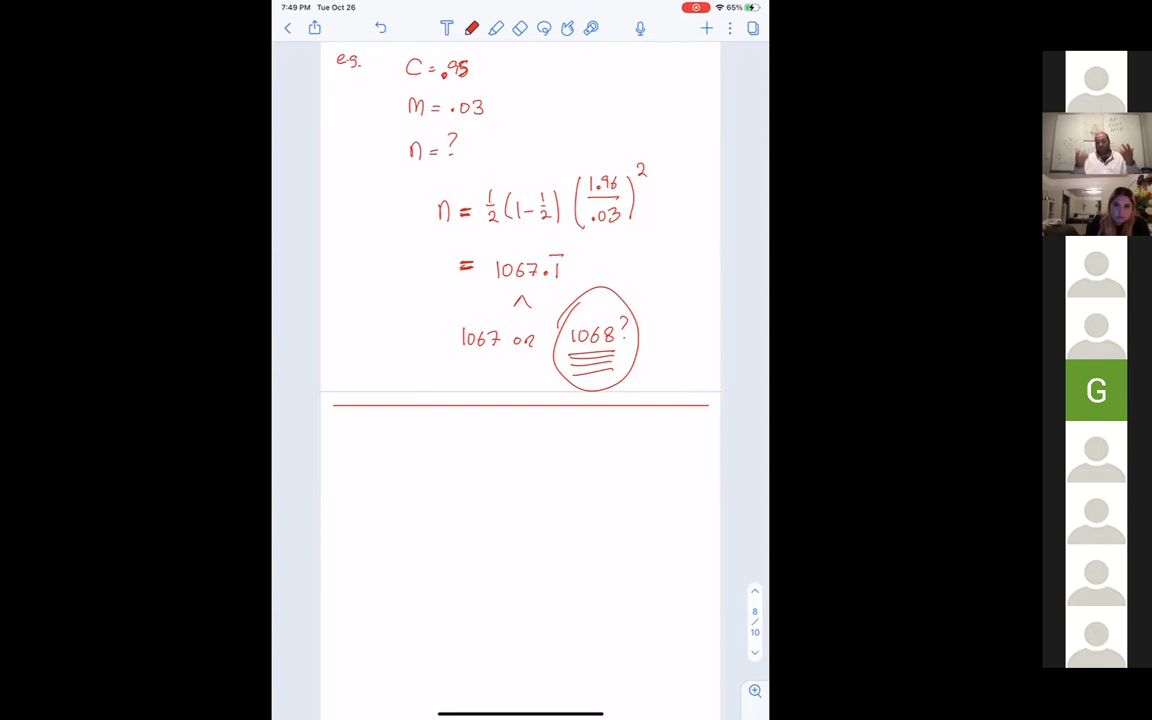 7:49 PM Tue Oct 26
65%
T
e.g.
C = .95
M = .03
n = ?
n = 1/2 (1 - 1/2) (1.96/.03)^2
= 1067.1̅
^
1067 or 1068?
8
/
10
G